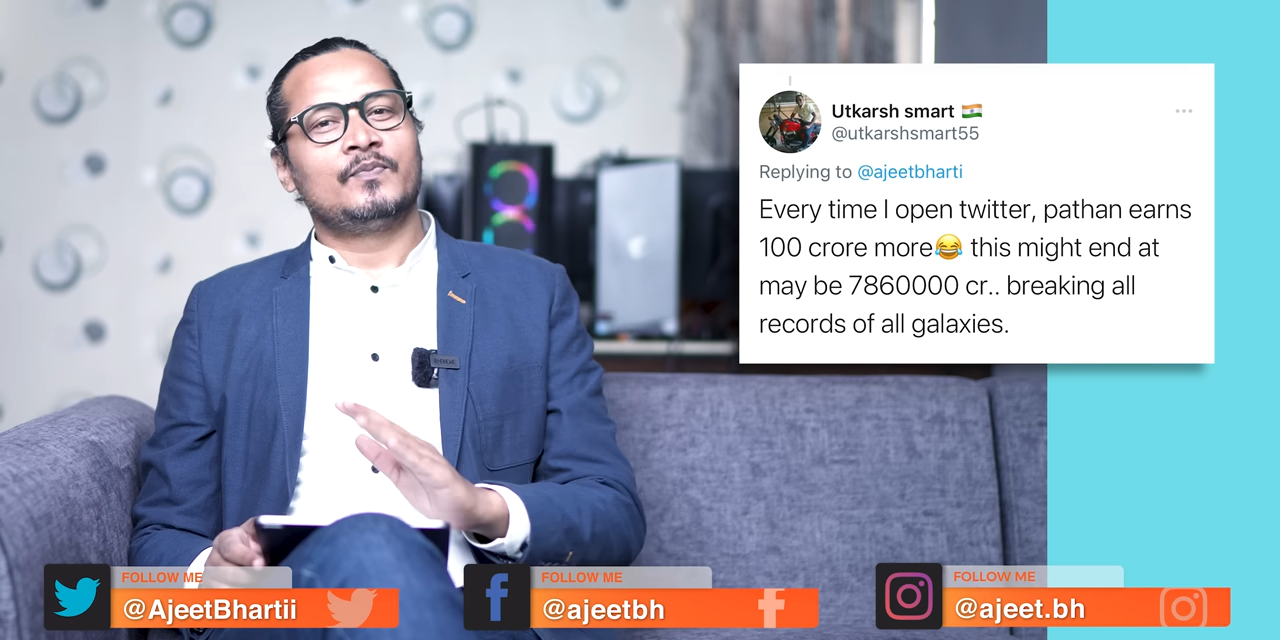 Utkarsh smart 🇮🇳
@utkarshsmart55
Replying to @ajeetbharti
Every time I open twitter, pathan earns
100 crore more😂 this might end at
may be 7860000 cr.. breaking all
records of all galaxies.
FOLLOW ME
@AjeetBhartii
FOLLOW ME
@ajeetbh
FOLLOW ME
@ajeet.bh